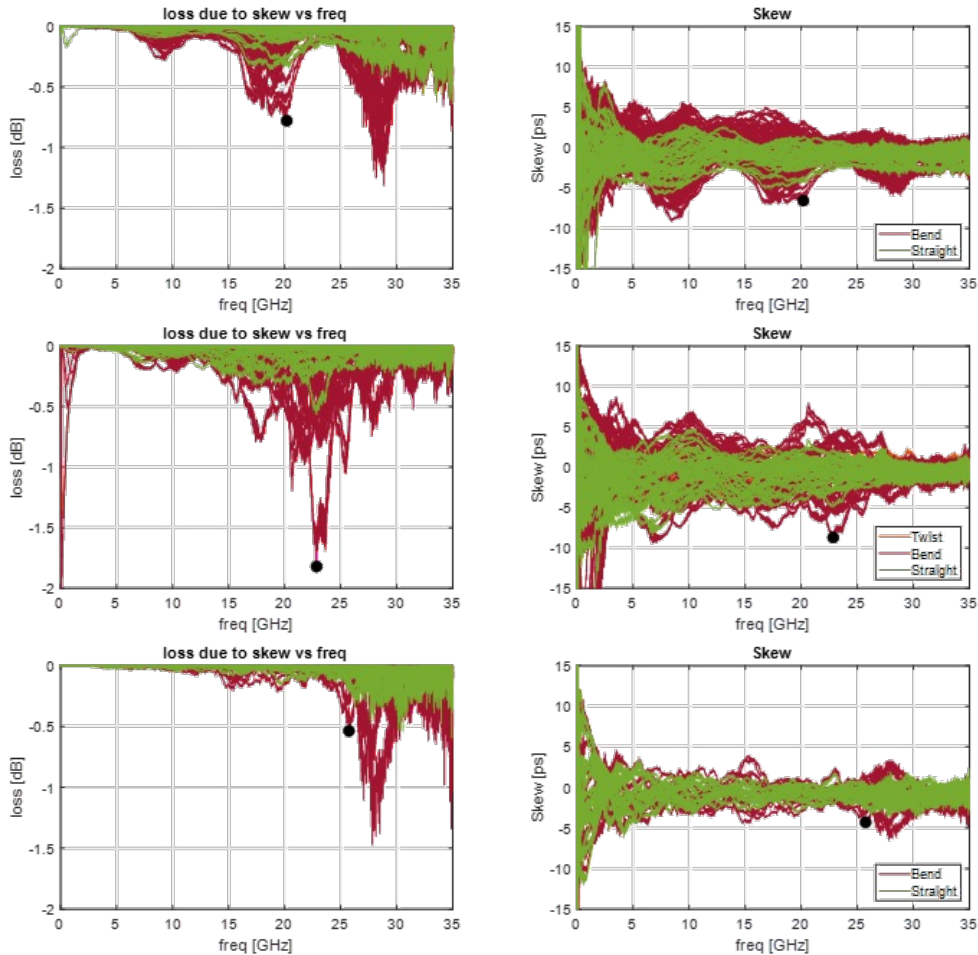 loss due to skew vs freq
0
-0.5
-1
-1.5
-2
loss [dB]
0 5 10 15 20 25 30 35
freq [GHz]
Skew
15
10
5
0
-5
-10
-15
Skew [ps]
Bend
Straight
0 5 10 15 20 25 30 35
freq [GHz]
loss due to skew vs freq
0
-0.5
-1
-1.5
-2
loss [dB]
0 5 10 15 20 25 30 35
freq [GHz]
Skew
15
10
5
0
-5
-10
-15
Skew [ps]
Twist
Bend
Straight
0 5 10 15 20 25 30 35
freq [GHz]
loss due to skew vs freq
0
-0.5
-1
-1.5
-2
loss [dB]
0 5 10 15 20 25 30 35
freq [GHz]
Skew
15
10
5
0
-5
-10
-15
Skew [ps]
Bend
Straight
0 5 10 15 20 25 30 35
freq [GHz]